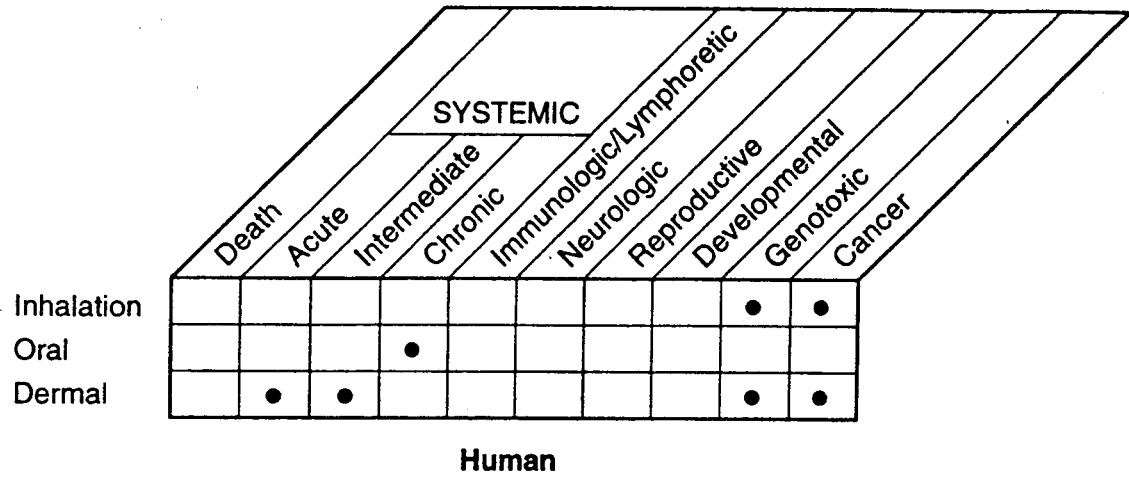 SYSTEMIC
Death
Acute
Intermediate
Chronic
Immunologic/Lymphoretic
Neurologic
Reproductive
Developmental
Genotoxic
Cancer
Inhalation
Oral
Dermal
Human